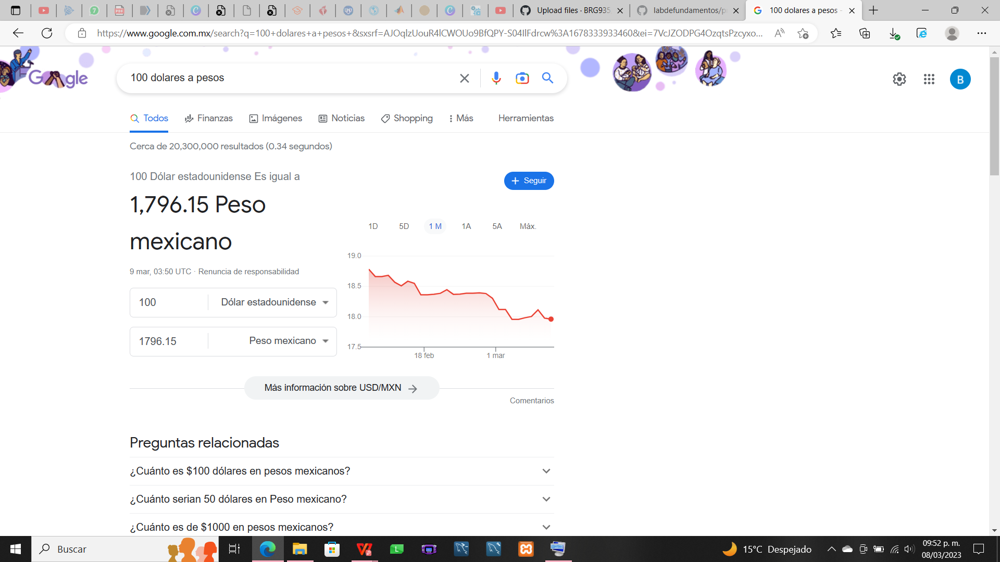 Upload files · BRG935
labdefundamentos/p
100 dolares a pesos -
https://www.google.com.mx/search?q=100+dolares+a+pesos+&sxsrf=AJOqlzUouR4lCWOUo9BfQPY-S04IlFdrcw%3A1678333933460&ei=7VcJZODPG4OzqtsPzcyxo...
Google
100 dolares a pesos
B
Todos
Finanzas
Imágenes
Noticias
Shopping
Más
Herramientas
Cerca de 20,300,000 resultados (0.34 segundos)
100 Dólar estadounidense Es igual a
Seguir
1,796.15 Peso
mexicano
1D
5D
1 M
1A
5A
Máx.
19.0
18.5
18.0
17.5
18 feb
1 mar
9 mar, 03:50 UTC · Renuncia de responsabilidad
100
Dólar estadounidense
1796.15
Peso mexicano
Más información sobre USD/MXN
Comentarios
Preguntas relacionadas
¿Cuánto es $100 dólares en pesos mexicanos?
¿Cuánto serian 50 dólares en Peso mexicano?
¿Cuánto es de $1000 en pesos mexicanos?
Buscar
15°C Despejado
09:52 p. m.
08/03/2023